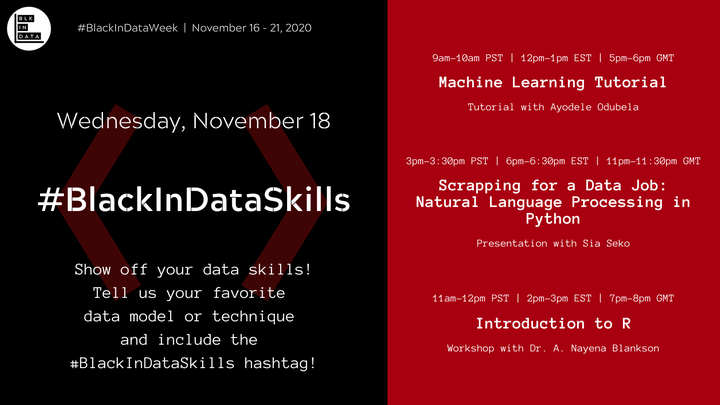 BLK
IN
DATA
#BlackInDataWeek | November 16 - 21, 2020
Wednesday, November 18
#BlackInDataSkills
Show off your data skills!
Tell us your favorite
data model or technique
and include the
#BlackInDataSkills hashtag!
9am-10am PST | 12pm-1pm EST | 5pm-6pm GMT
Machine Learning Tutorial
Tutorial with Ayodele Odubela
3pm-3:30pm PST | 6pm-6:30pm EST | 11pm-11:30pm GMT
Scrapping for a Data Job:
Natural Language Processing in
Python
Presentation with Sia Seko
11am-12pm PST | 2pm-3pm EST | 7pm-8pm GMT
Introduction to R
Workshop with Dr. A. Nayena Blankson